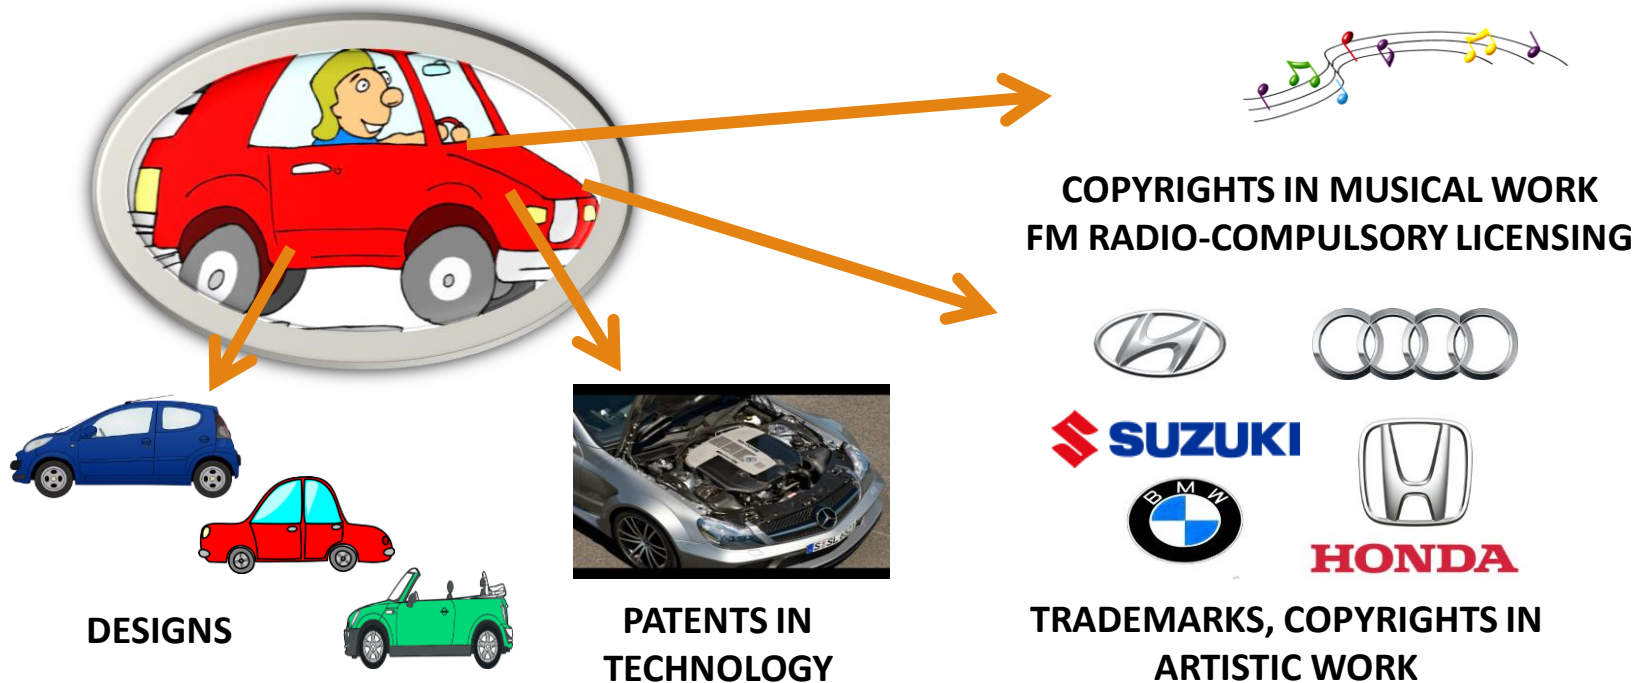 COPYRIGHTS IN MUSICAL WORK
FM RADIO-COMPULSORY LICENSING
SUZUKI
BMW
HONDA
DESIGNS
PATENTS IN
TECHNOLOGY
TRADEMARKS, COPYRIGHTS IN
ARTISTIC WORK